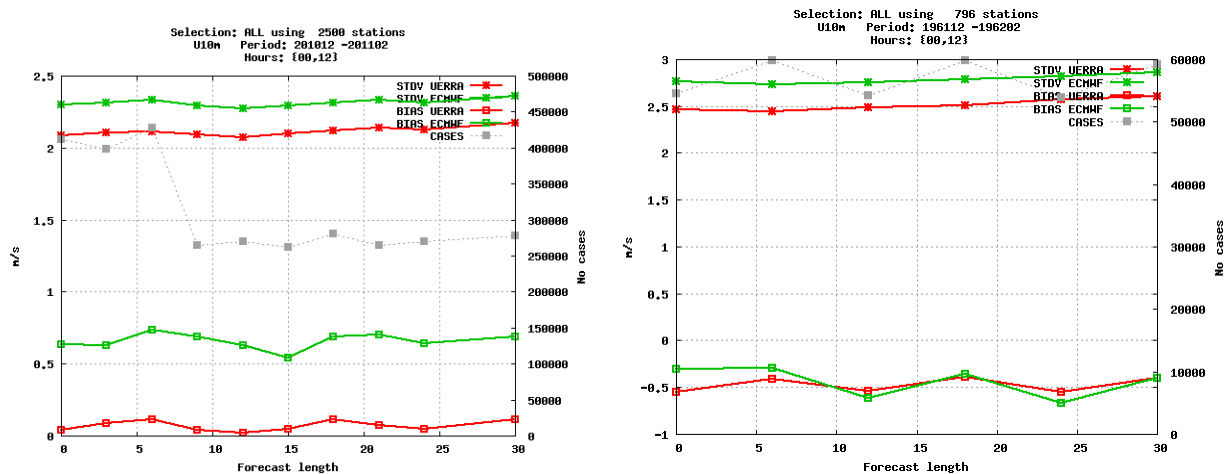 Selection: ALL using  2500 stations
U10m   Period: 201012 -201102
Hours: {00,12}
2.5
2
1.5
1
0.5
0
m/s
500000
450000
400000
350000
300000
250000
200000
150000
100000
50000
0
No cases
STDV UERRA
STDV ECMWF
BIAS UERRA
BIAS ECMWF
CASES
0 5 10 15 20 25 30
Forecast length
Selection: ALL using   796 stations
U10m   Period: 196112 -196202
Hours: {00,12}
3
2.5
2
1.5
1
0.5
0
-0.5
-1
m/s
60000
50000
40000
30000
20000
10000
0
No cases
STDV UERRA
STDV ECMWF
BIAS UERRA
BIAS ECMWF
CASES
0 5 10 15 20 25 30
Forecast length